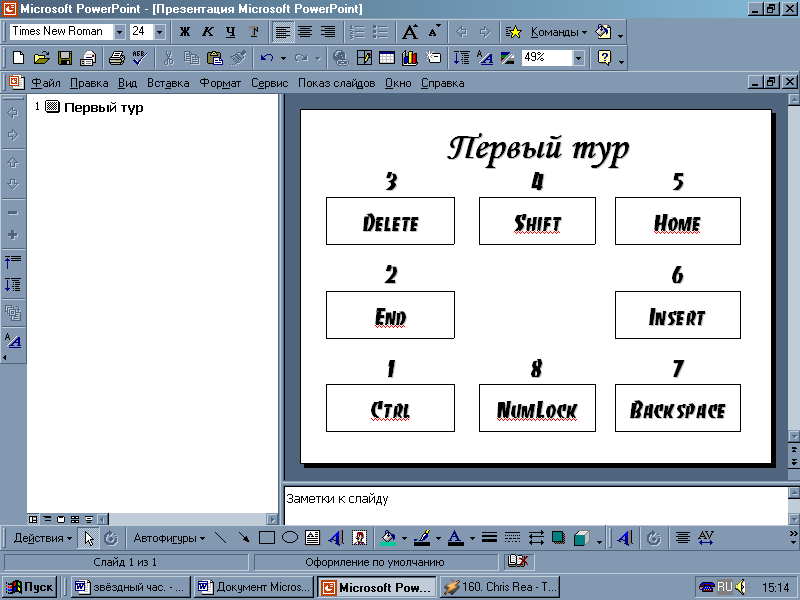 Microsoft PowerPoint - [Презентация Microsoft PowerPoint]
Times New Roman 24 Ж К Ч
49%
Файл Правка Вид Вставка Формат Сервис Показ слайдов Окно Справка
Команды
1 Первый тур
Первый тур
3 4 5
DELETE SHIFT HOME
2 6
END INSERT
1 8 7
CTRL NUMLOCK BACKSPACE
Заметки к слайду
Действия Автофигуры
Слайд 1 из 1 Оформление по умолчанию
Пуск звёздный час. - ... Документ Micros... Microsoft Pow... 160. Chris Rea - T... RU 15:14